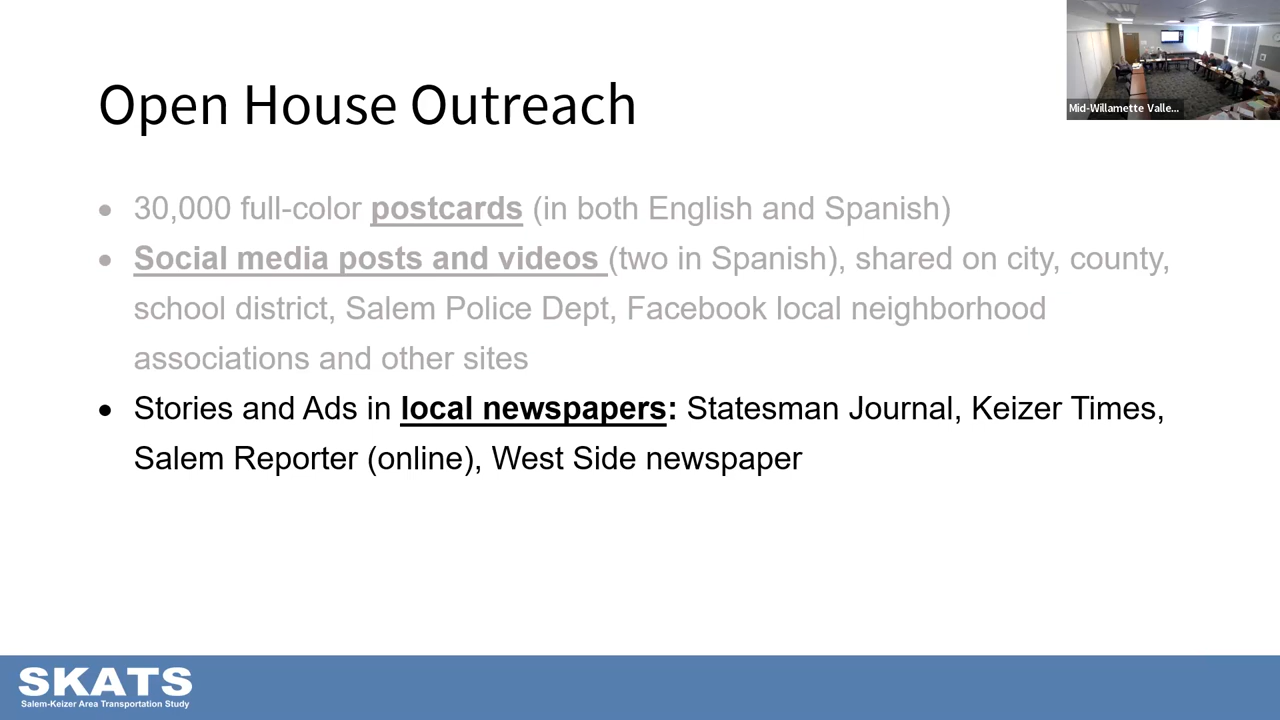 Mid-Willamette Valle...
Open House Outreach
• 30,000 full-color postcards (in both English and Spanish)
• Social media posts and videos (two in Spanish), shared on city, county,
school district, Salem Police Dept, Facebook local neighborhood
associations and other sites
• Stories and Ads in local newspapers: Statesman Journal, Keizer Times,
Salem Reporter (online), West Side newspaper
SKATS
Salem-Keizer Area Transportation Study